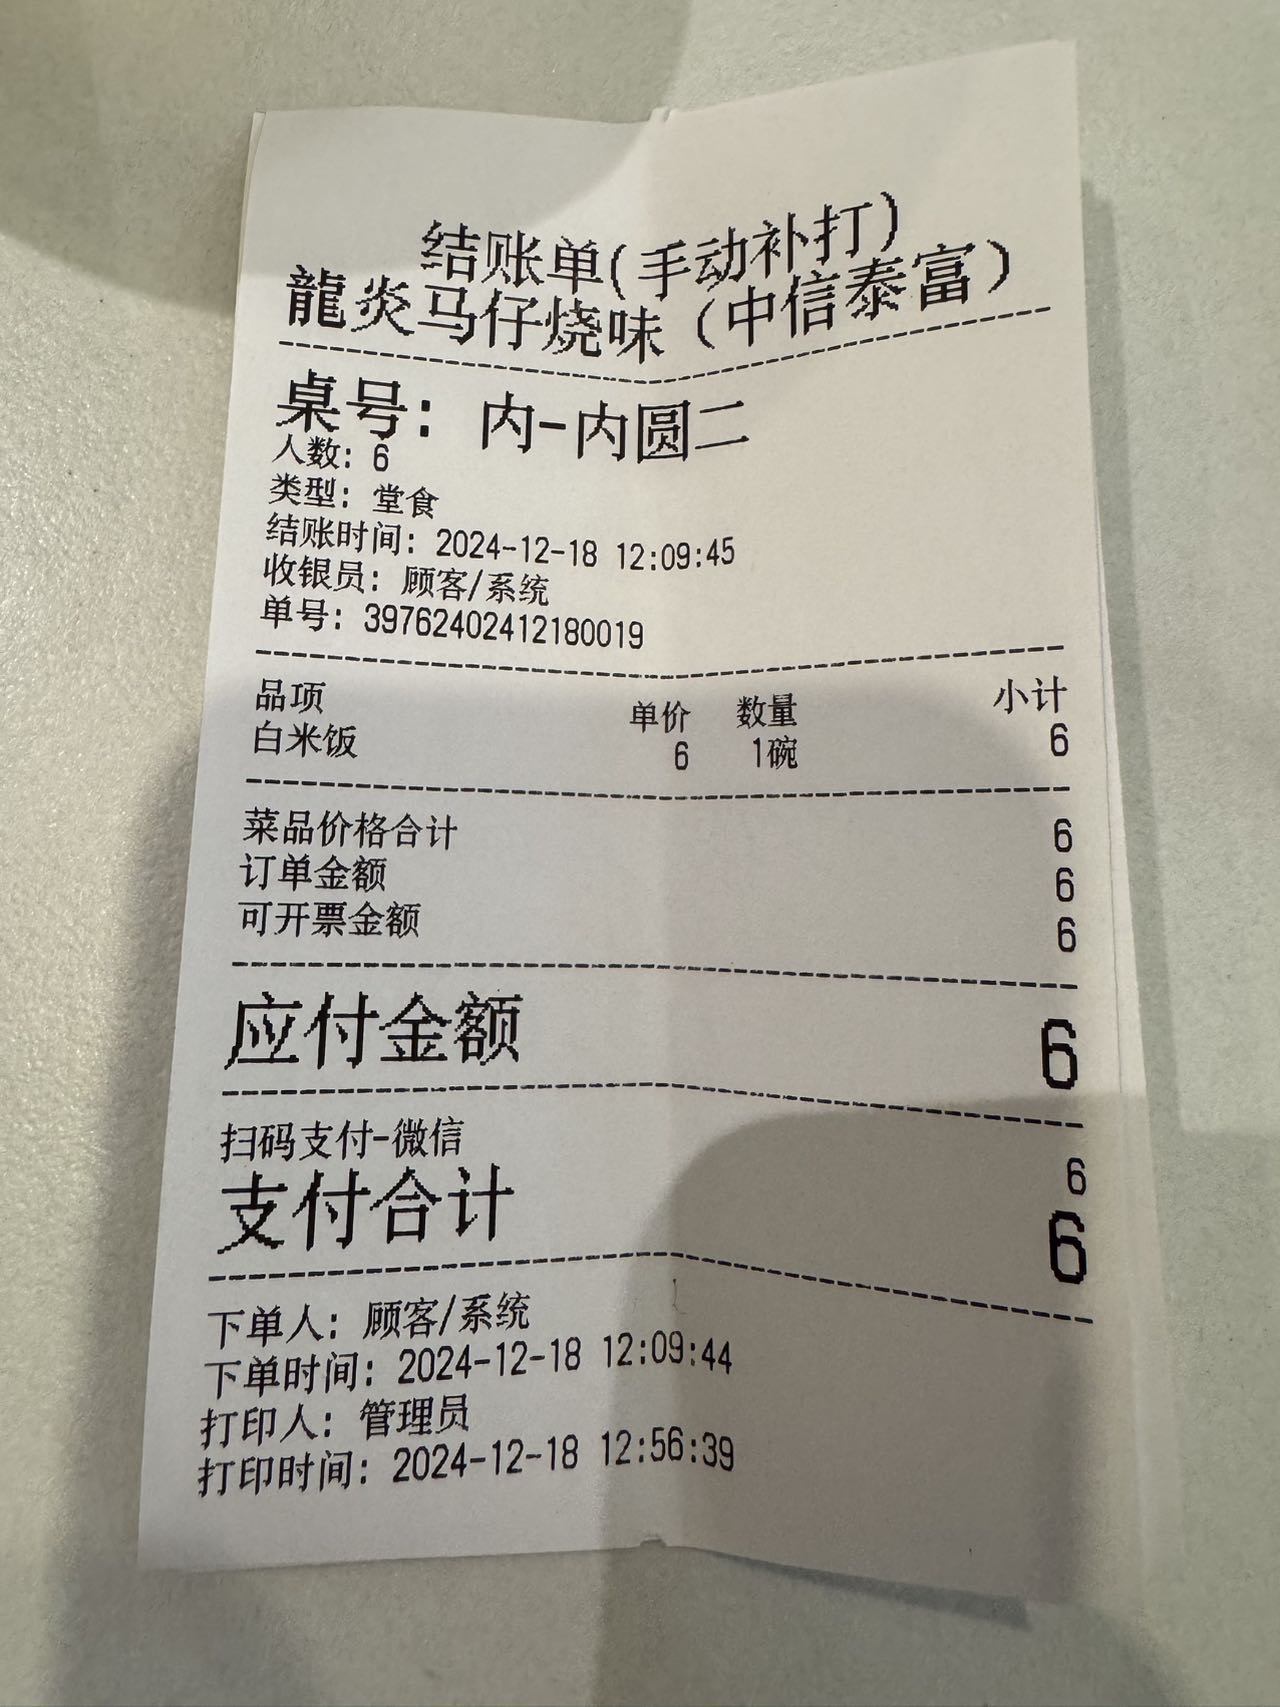 结账单(手动补打)
龍炎马仔烧味（中信泰富）
桌号: 内-内圆二
人数: 6
类型: 堂食
结账时间: 2024-12-18 12:09:45
收银员: 顾客/系统
单号: 39762402412180019
品项 单价 数量 小计
白米饭 6 1碗 6
菜品价格合计 6
订单金额 6
可开票金额 6
应付金额 6
扫码支付-微信 6
支付合计 6
下单人: 顾客/系统
下单时间: 2024-12-18 12:09:44
打印人: 管理员
打印时间: 2024-12-18 12:56:39